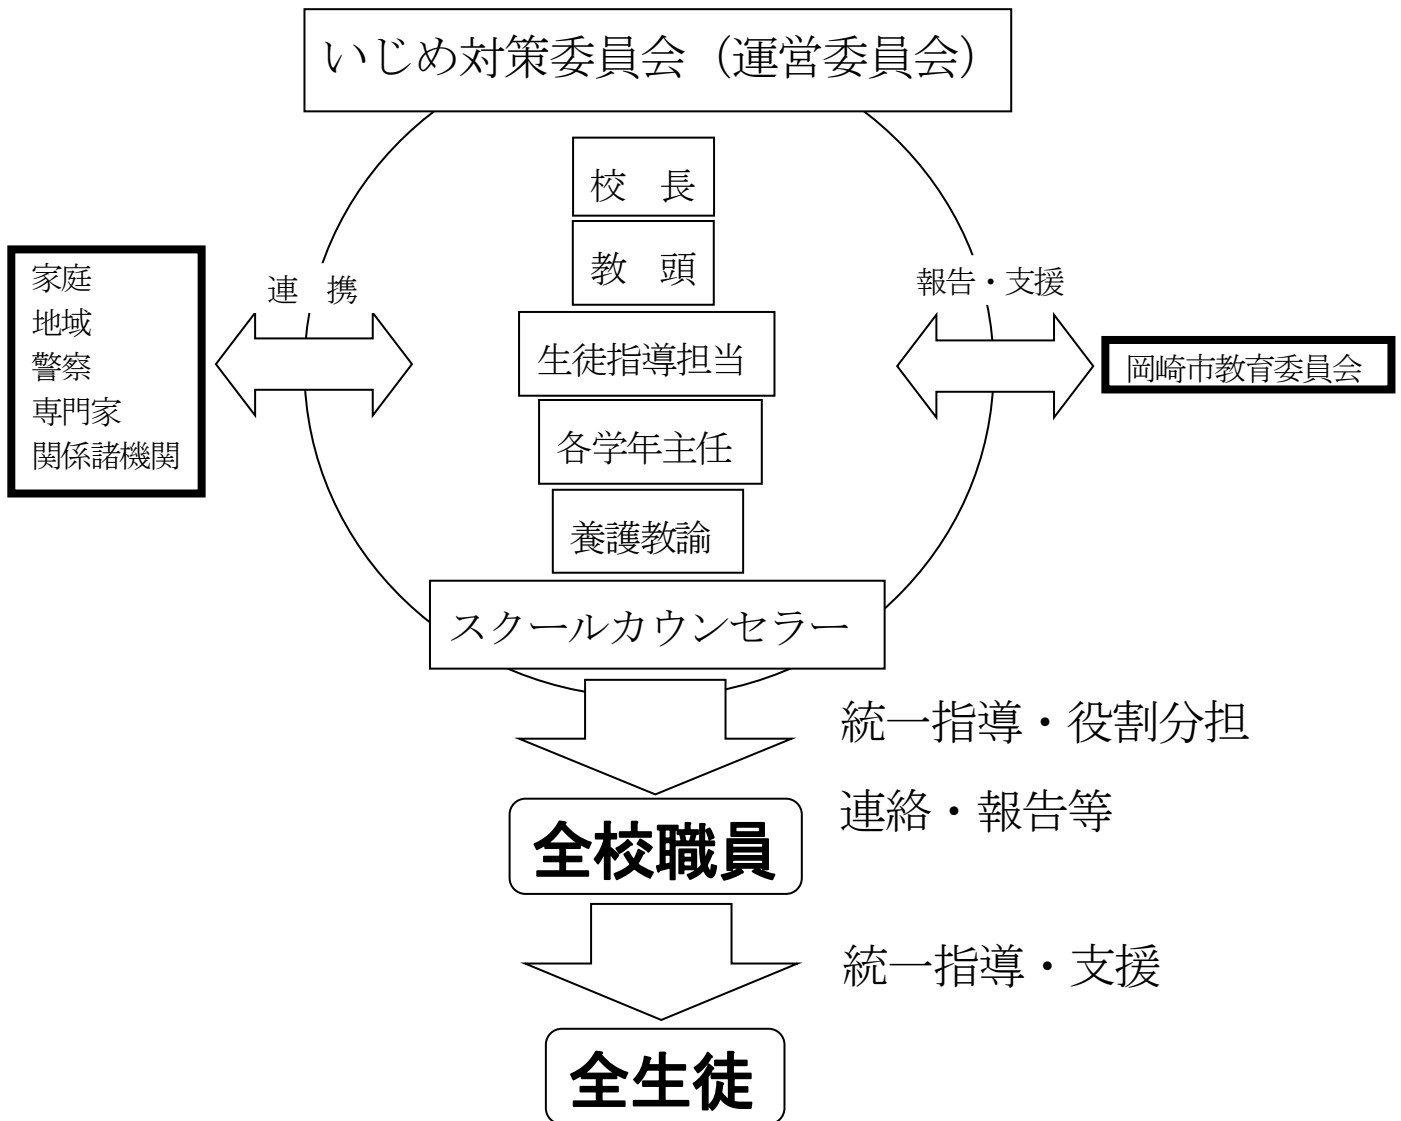 いじめ対策委員会（運営委員会）
校　長
教　頭
生徒指導担当
各学年主任
養護教諭
スクールカウンセラー
連　携
家庭
地域
警察
専門家
関係諸機関
報告・支援
岡崎市教育委員会
統一指導・役割分担
連絡・報告等
全校職員
統一指導・支援
全生徒